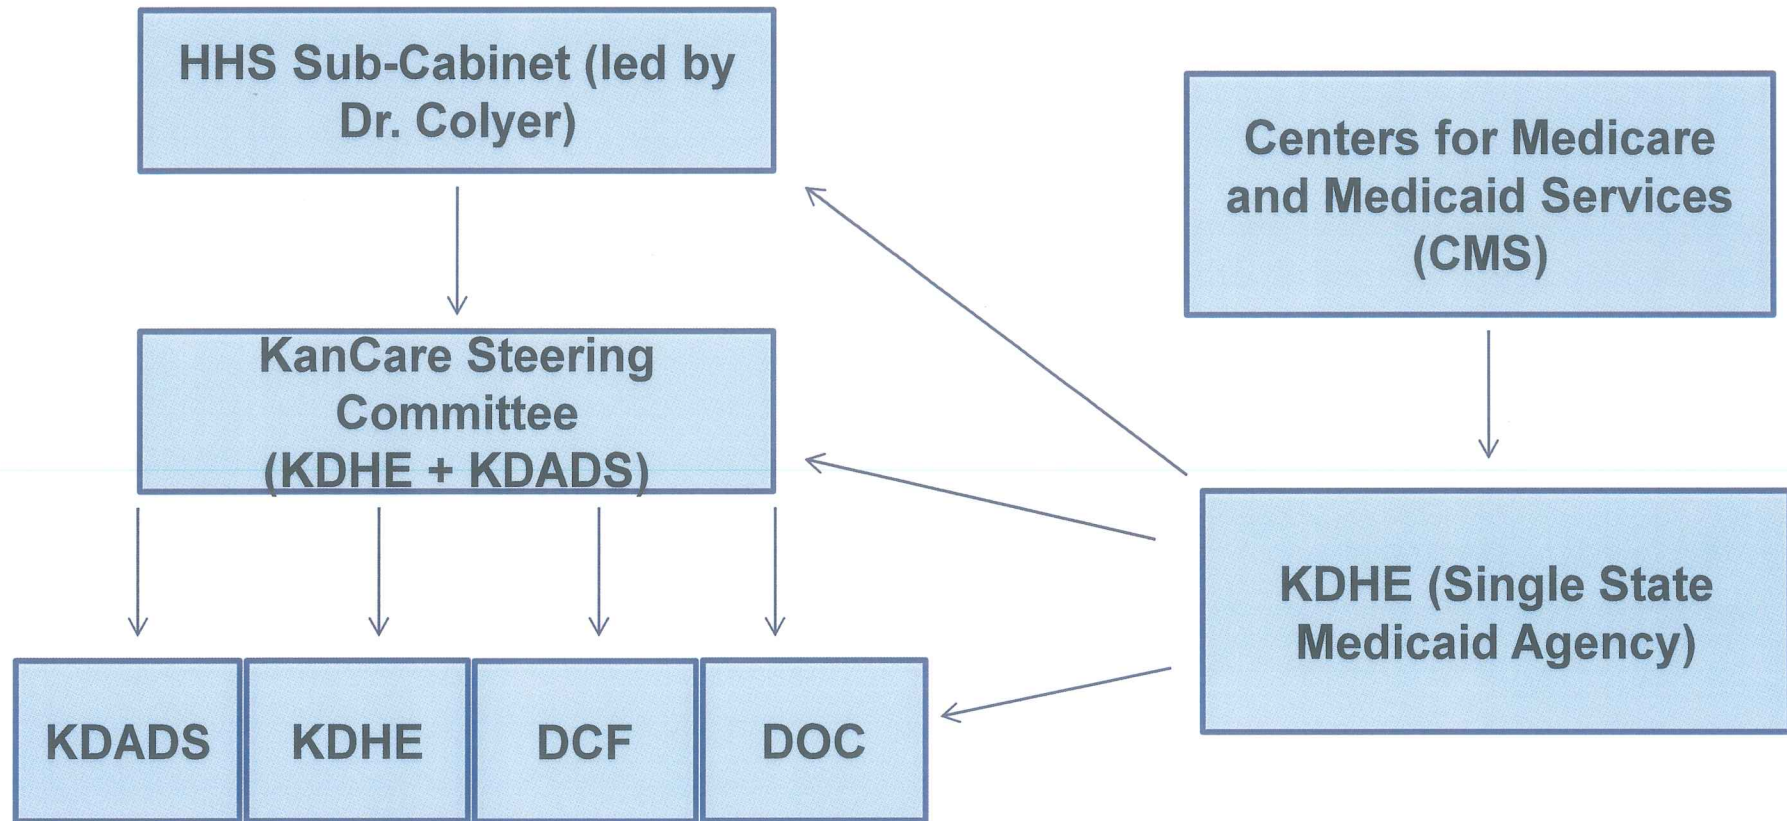 HHS Sub-Cabinet (led by
Dr. Colyer)
Centers for Medicare
and Medicaid Services
(CMS)
KanCare Steering
Committee
(KDHE + KDADS)
KDHE (Single State
Medicaid Agency)
KDADS
KDHE
DCF
DOC